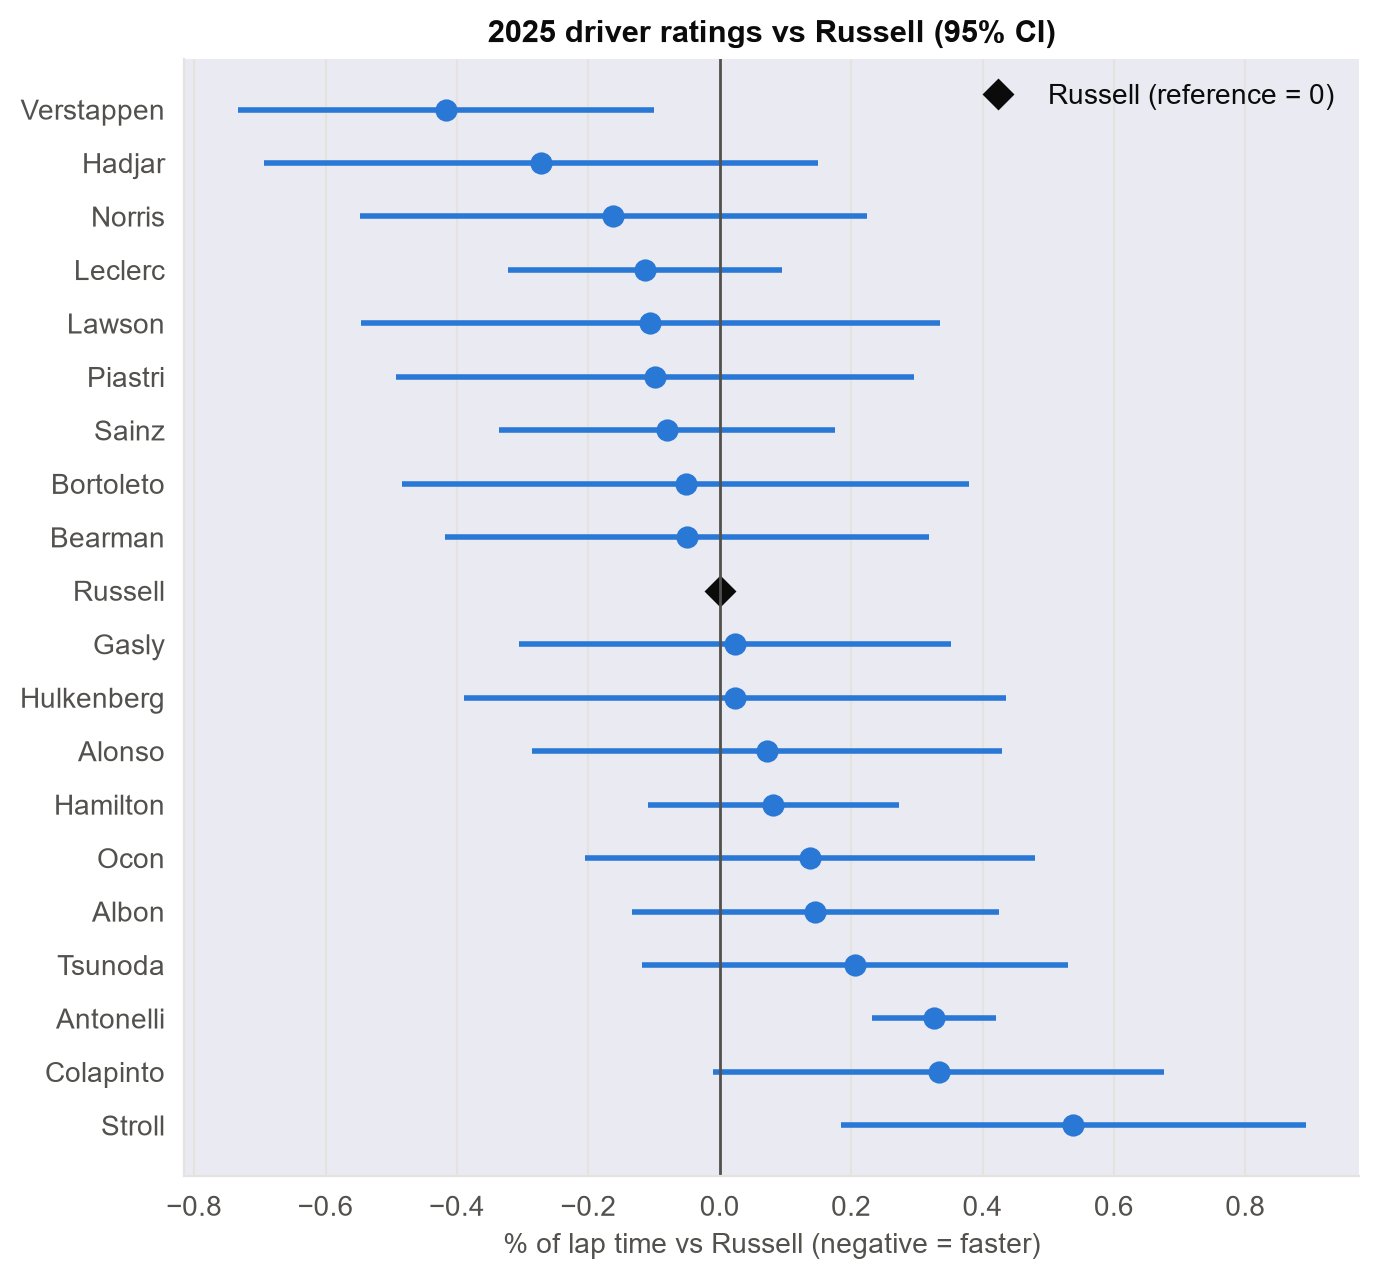 2025 driver ratings vs Russell (95% CI)
Russell (reference = 0)
Verstappen
Hadjar
Norris
Leclerc
Lawson
Piastri
Sainz
Bortoleto
Bearman
Russell
Gasly
Hulkenberg
Alonso
Hamilton
Ocon
Albon
Tsunoda
Antonelli
Colapinto
Stroll
−0.8 −0.6 −0.4 −0.2 0.0 0.2 0.4 0.6 0.8
% of lap time vs Russell (negative = faster)